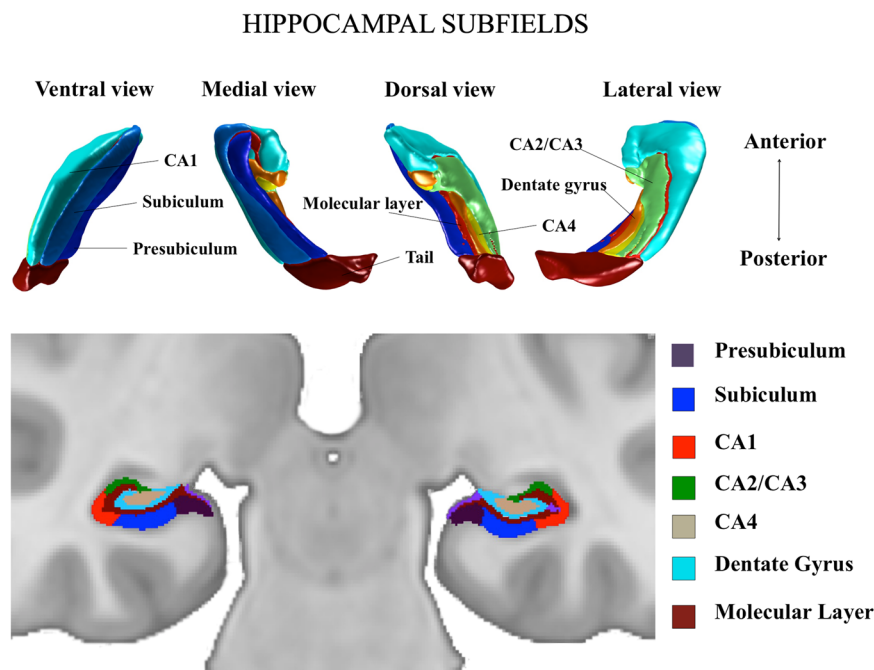 HIPPOCAMPAL SUBFIELDS
Ventral view
Medial view
Dorsal view
Lateral view
CA1
Subiculum
Presubiculum
Molecular layer
Tail
CA4
CA2/CA3
Dentate gyrus
Anterior
Posterior
Presubiculum
Subiculum
CA1
CA2/CA3
CA4
Dentate Gyrus
Molecular Layer